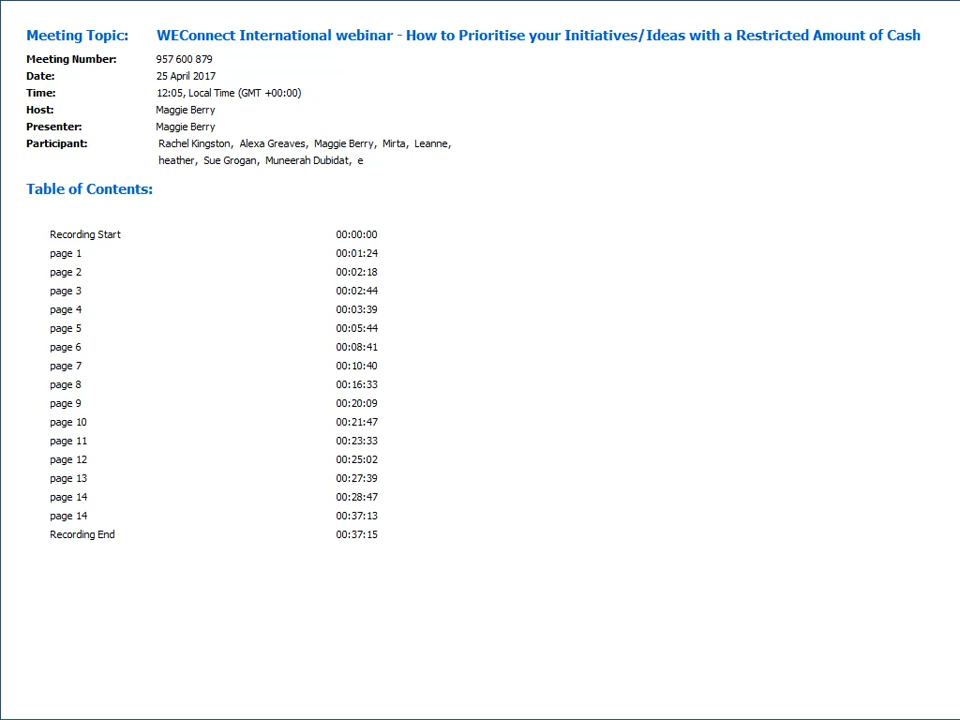 Meeting Topic: WEConnect International webinar - How to Prioritise your Initiatives/Ideas with a Restricted Amount of Cash
Meeting Number: 957 600 879
Date: 25 April 2017
Time: 12:05, Local Time (GMT +00:00)
Host: Maggie Berry
Presenter: Maggie Berry
Participant: Rachel Kingston, Alexa Greaves, Maggie Berry, Mirta, Leanne,
heather, Sue Grogan, Muneerah Dubidat, e
Table of Contents:
Recording Start 00:00:00
page 1 00:01:24
page 2 00:02:18
page 3 00:02:44
page 4 00:03:39
page 5 00:05:44
page 6 00:08:41
page 7 00:10:40
page 8 00:16:33
page 9 00:20:09
page 10 00:21:47
page 11 00:23:33
page 12 00:25:02
page 13 00:27:39
page 14 00:28:47
page 14 00:37:13
Recording End 00:37:15